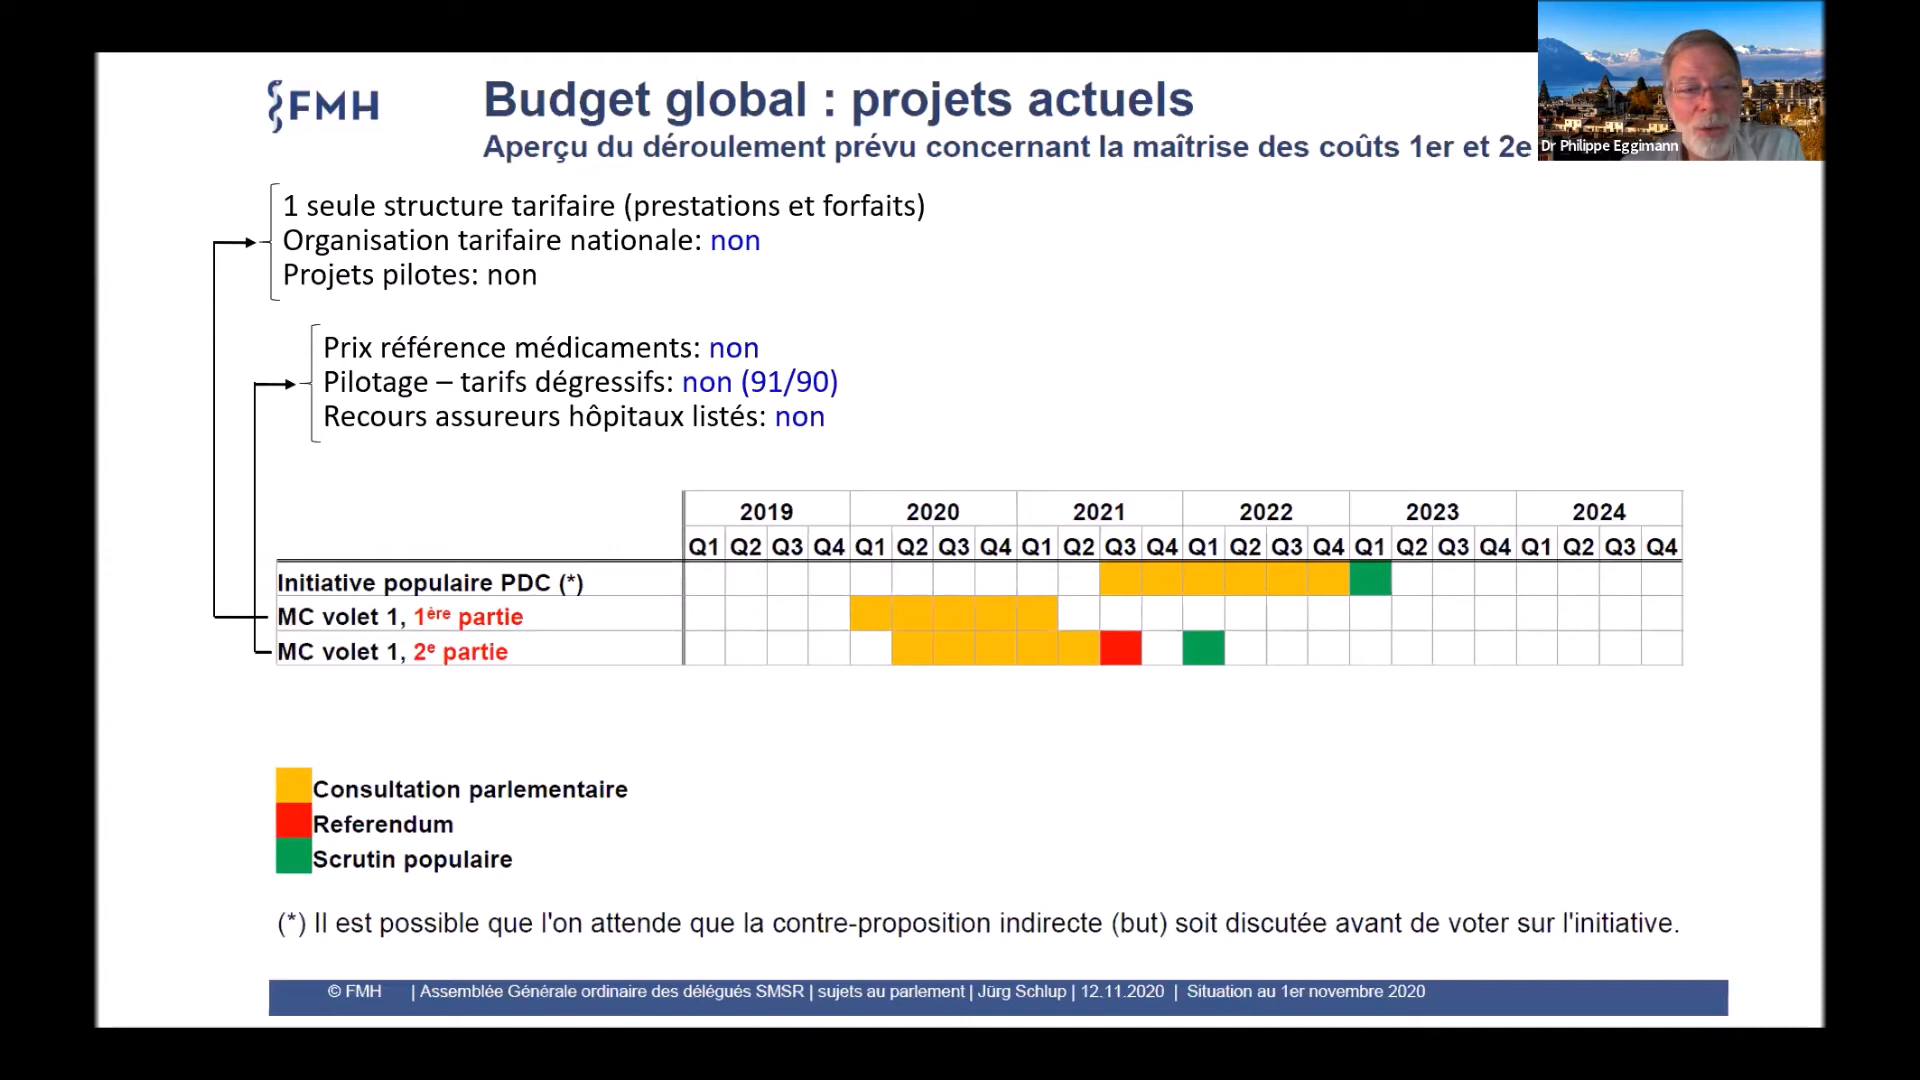 FMH
Budget global : projets actuels
Aperçu du déroulement prévu concernant la maîtrise des coûts 1er et 2e
Dr Philippe Eggimann
1 seule structure tarifaire (prestations et forfaits)
Organisation tarifaire nationale: non
Projets pilotes: non
Prix référence médicaments: non
Pilotage – tarifs dégressifs: non (91/90)
Recours assureurs hôpitaux listés: non
2019 2020 2021 2022 2023 2024
Q1 Q2 Q3 Q4 Q1 Q2 Q3 Q4 Q1 Q2 Q3 Q4 Q1 Q2 Q3 Q4 Q1 Q2 Q3 Q4 Q1 Q2 Q3 Q4
Initiative populaire PDC (*)
MC volet 1, 1ère partie
MC volet 1, 2e partie
Consultation parlementaire
Referendum
Scrutin populaire
(*) Il est possible que l'on attende que la contre-proposition indirecte (but) soit discutée avant de voter sur l'initiative.
© FMH | Assemblée Générale ordinaire des délégués SMSR | sujets au parlement | Jürg Schlup | 12.11.2020 | Situation au 1er novembre 2020